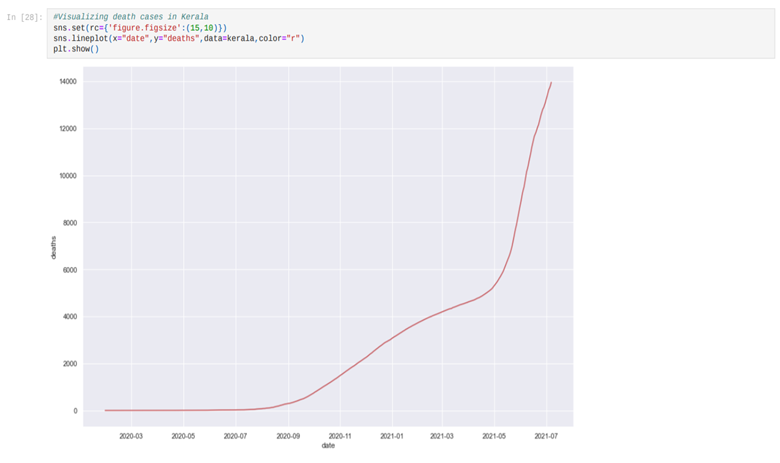 In [28]:
#Visualizing death cases in Kerala
sns.set(rc={'figure.figsize':(15,10)})
sns.lineplot(x="date",y="deaths",data=kerala,color="r")
plt.show()
14000
12000
10000
8000
6000
4000
2000
0
deaths
2020-03 2020-05 2020-07 2020-09 2020-11 2021-01 2021-03 2021-05 2021-07
date